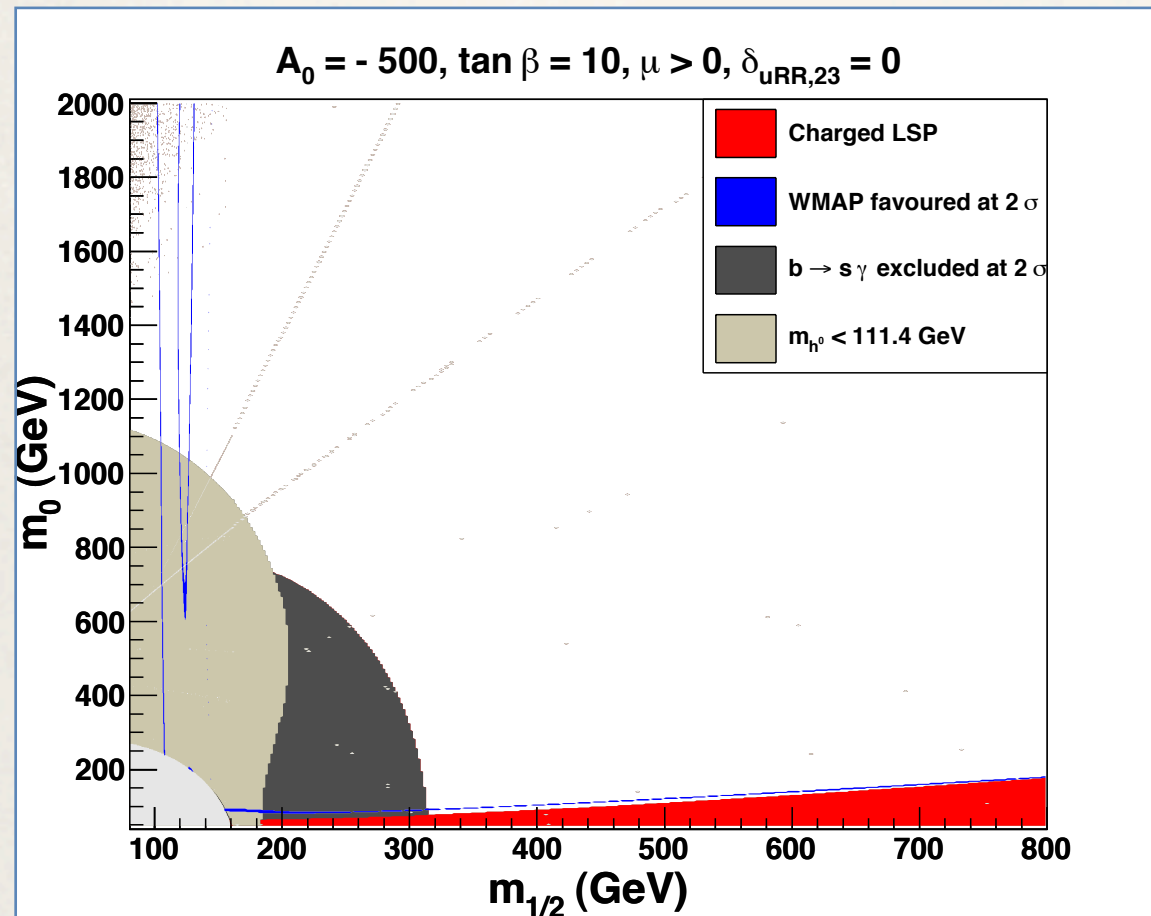 A₀ = - 500, tan β = 10, μ > 0, δ_uRR,23 = 0
Charged LSP
WMAP favoured at 2 σ
b → s γ excluded at 2 σ
m_h⁰ < 111.4 GeV
2000
1800
1600
1400
1200
1000
800
600
400
200
m₀ (GeV)
100 200 300 400 500 600 700 800
m₁/₂ (GeV)